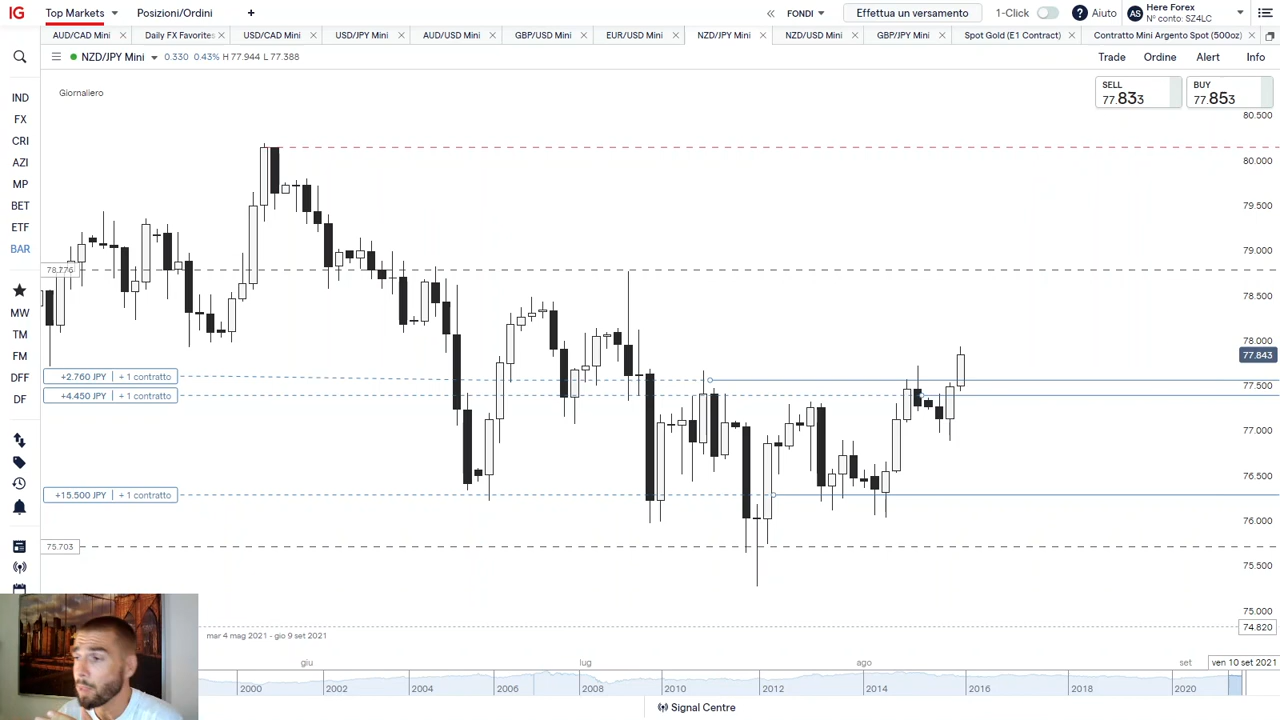 IG Top Markets Posizioni/Ordini + FONDI Effettua un versamento 1-Click ? Aiuto AS Here Forex
Nº conto: SZ4LC
AUD/CAD Mini Daily FX Favorites USD/CAD Mini USD/JPY Mini AUD/USD Mini GBP/USD Mini EUR/USD Mini NZD/JPY Mini NZD/USD Mini GBP/JPY Mini Spot Gold (E1 Contract) Contratto Mini Argento Spot (500oz)
NZD/JPY Mini 0.330 0.43% H 77.944 L 77.388 Trade Ordine Alert Info
Giornaliero
SELL
77.833
BUY
77.853
IND
FX
CRI
AZI
MP
BET
ETF
BAR
MW
TM
FM
DFF
DF
80.500
80.000
79.500
79.000
78.500
78.000
77.843
77.500
77.000
76.500
76.000
75.500
75.000
74.820
78.776
+2.760 JPY + 1 contratto
+4.450 JPY + 1 contratto
+15.500 JPY + 1 contratto
75.703
mar 4 mag 2021 - gio 9 set 2021
giu lug ago set ven 10 set 2021
2000 2002 2004 2006 2008 2010 2012 2014 2016 2018 2020
Signal Centre